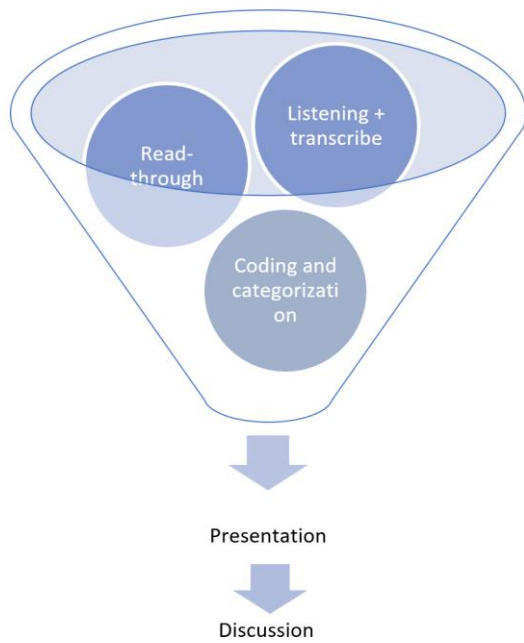 Listening +
transcribe
Read-
through
Coding and
categorizati
on
Presentation
Discussion